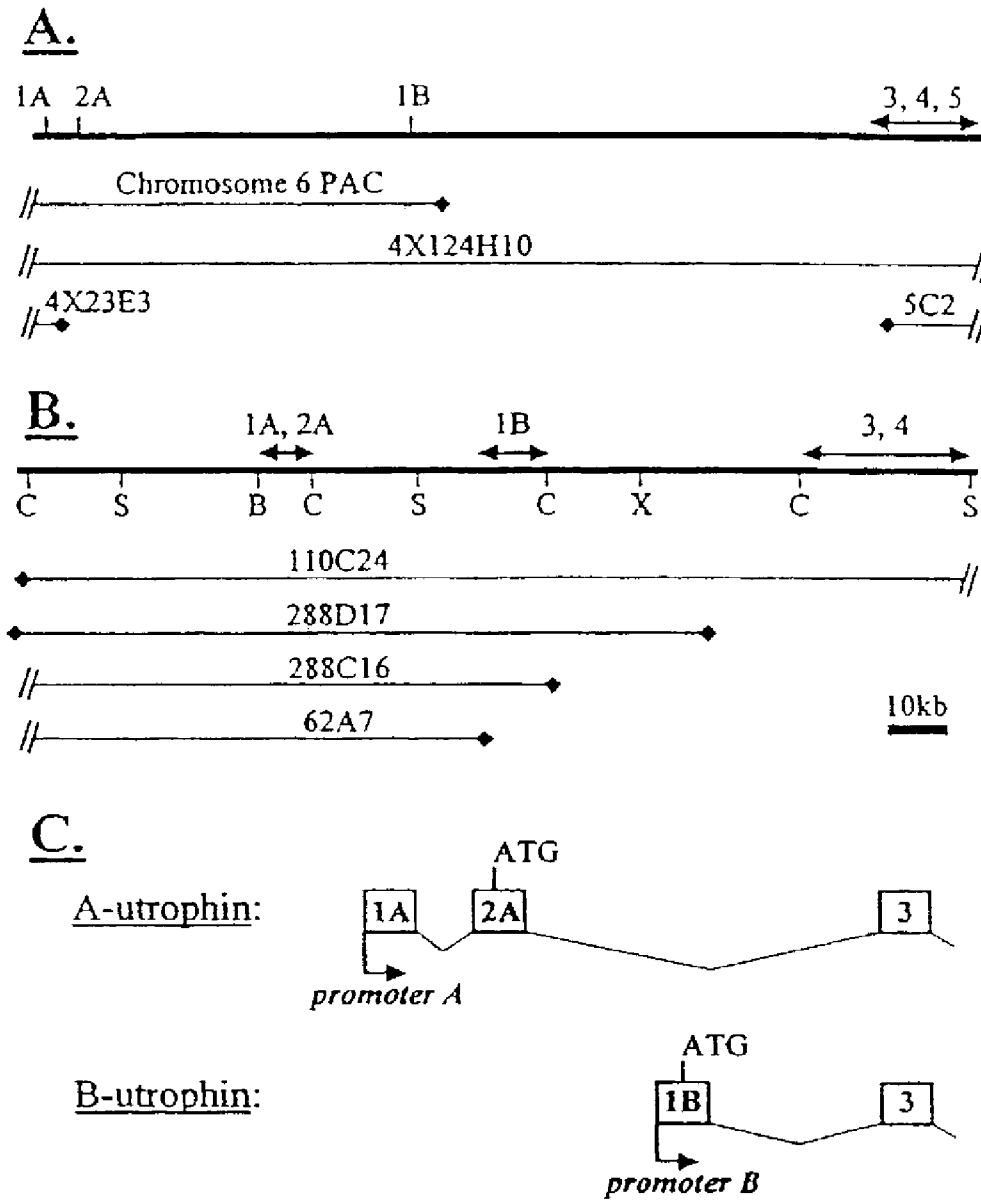 A.
1A 2A 1B 3, 4, 5
Chromosome 6 PAC
4X124H10
4X23E3 5C2
B.
1A, 2A 1B 3, 4
C S B C S C X C S
110C24
288D17
288C16
62A7
10kb
C.
ATG
A-utrophin: 1A 2A 3
promoter A
ATG
B-utrophin: 1B 3
promoter B